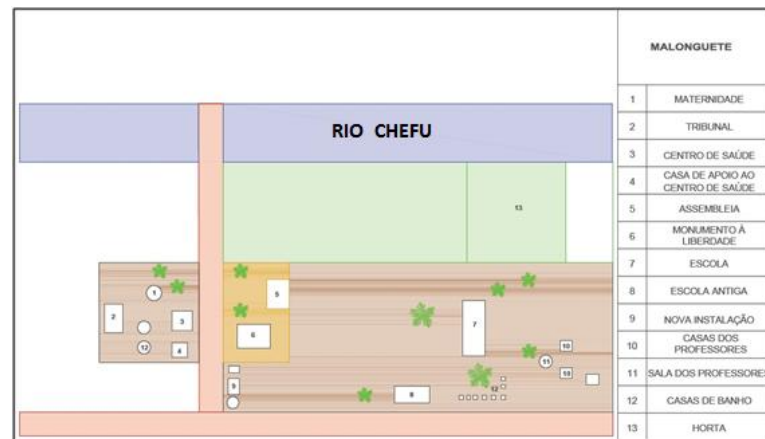 RIO CHEFU
13
1
2
3
12
4
5
6
7
9
8
10
11
10
12
MALONGUETE
1 MATERNIDADE
2 TRIBUNAL
3 CENTRO DE SAÚDE
4 CASA DE APOIO AO
CENTRO DE SAÚDE
5 ASSEMBLEIA
6 MONUMENTO À
LIBERDADE
7 ESCOLA
8 ESCOLA ANTIGA
9 NOVA INSTALAÇÃO
10 CASAS DOS
PROFESSORES
11 SALA DOS PROFESSORES
12 CASAS DE BANHO
13 HORTA